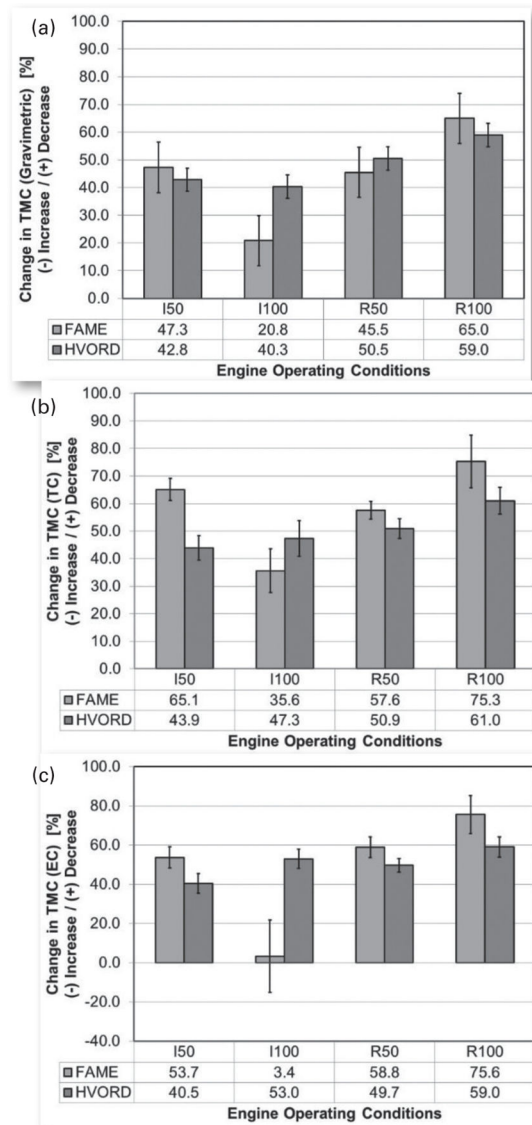 (a)
Change in TMC (Gravimetric) [%]
(-) Increase / (+) Decrease
100.0
90.0
80.0
70.0
60.0
50.0
40.0
30.0
20.0
10.0
0.0
I50 I100 R50 R100
FAME 47.3 20.8 45.5 65.0
HVORD 42.8 40.3 50.5 59.0
Engine Operating Conditions
(b)
Change in TMC (TC) [%]
(-) Increase / (+) Decrease
100.0
90.0
80.0
70.0
60.0
50.0
40.0
30.0
20.0
10.0
0.0
I50 I100 R50 R100
FAME 65.1 35.6 57.6 75.3
HVORD 43.9 47.3 50.9 61.0
Engine Operating Conditions
(c)
Change in TMC (EC) [%]
(-) Increase / (+) Decrease
100.0
80.0
60.0
40.0
20.0
0.0
-20.0
-40.0
I50 I100 R50 R100
FAME 53.7 3.4 58.8 75.6
HVORD 40.5 53.0 49.7 59.0
Engine Operating Conditions